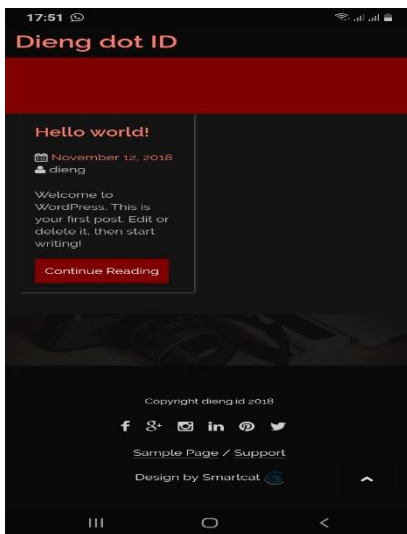 17:51
Dieng dot ID
Hello world!
November 12, 2018
dieng
Welcome to
WordPress. This is
your first post. Edit or
delete it, then start
writing!
Continue Reading
Copyright dieng.id 2018
Sample Page / Support
Design by Smartcat